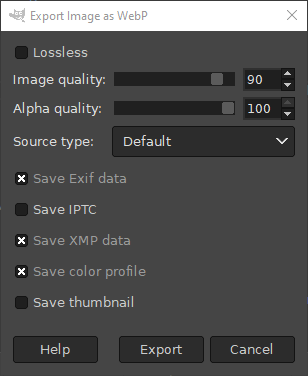 Export Image as WebP
Lossless
Image quality: 90
Alpha quality: 100
Source type: Default
Save Exif data
Save IPTC
Save XMP data
Save color profile
Save thumbnail
Help Export Cancel